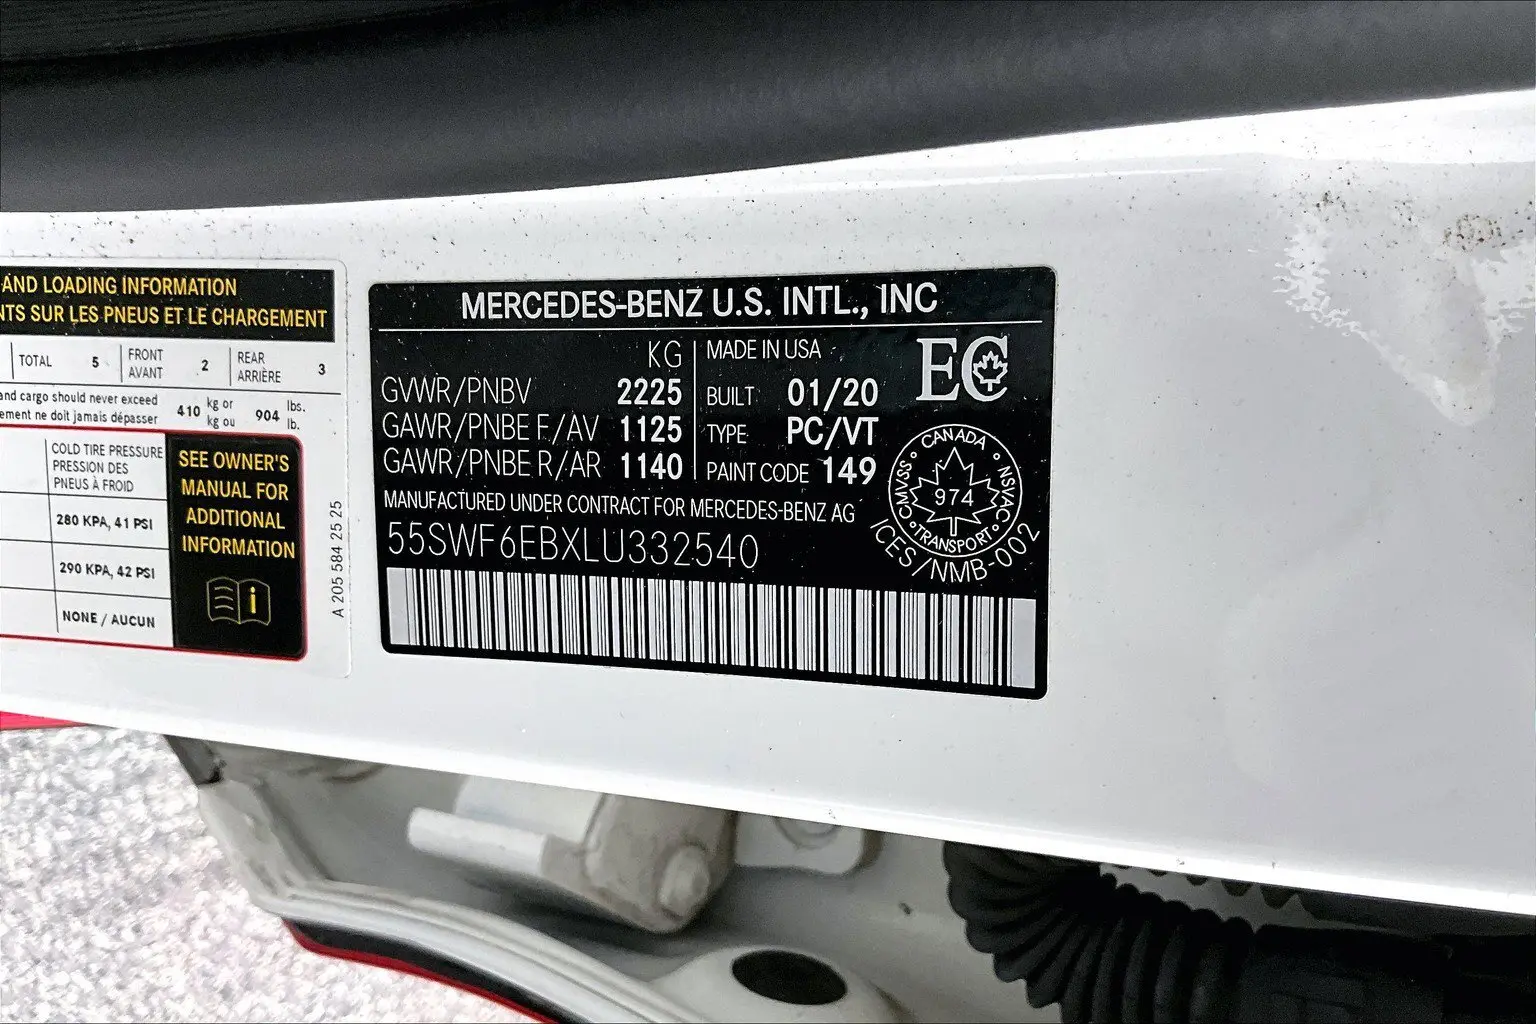 AND LOADING INFORMATION
NTS SUR LES PNEUS ET LE CHARGEMENT
TOTAL 5 FRONT AVANT 2 REAR ARRIÈRE 3
and cargo should never exceed
ement ne doit jamais dépasser
410 kg or kg ou 904 lbs. lb.
COLD TIRE PRESSURE
PRESSION DES
PNEUS À FROID
280 KPA, 41 PSI
290 KPA, 42 PSI
NONE / AUCUN
SEE OWNER'S
MANUAL FOR
ADDITIONAL
INFORMATION
i
A 205 584 25 25
MERCEDES-BENZ U.S. INTL., INC
KG
GVWR/PNBV 2225
GAWR/PNBE F/AV 1125
GAWR/PNBE R/AR 1140
MADE IN USA
BUILT 01/20
TYPE PC/VT
PAINT CODE 149
EC
MANUFACTURED UNDER CONTRACT FOR MERCEDES-BENZ AG
55SWF6EBXLU332540
CANADA
CMVSS
974
NSVAC
TRANSPORT
ICES/NMB-002